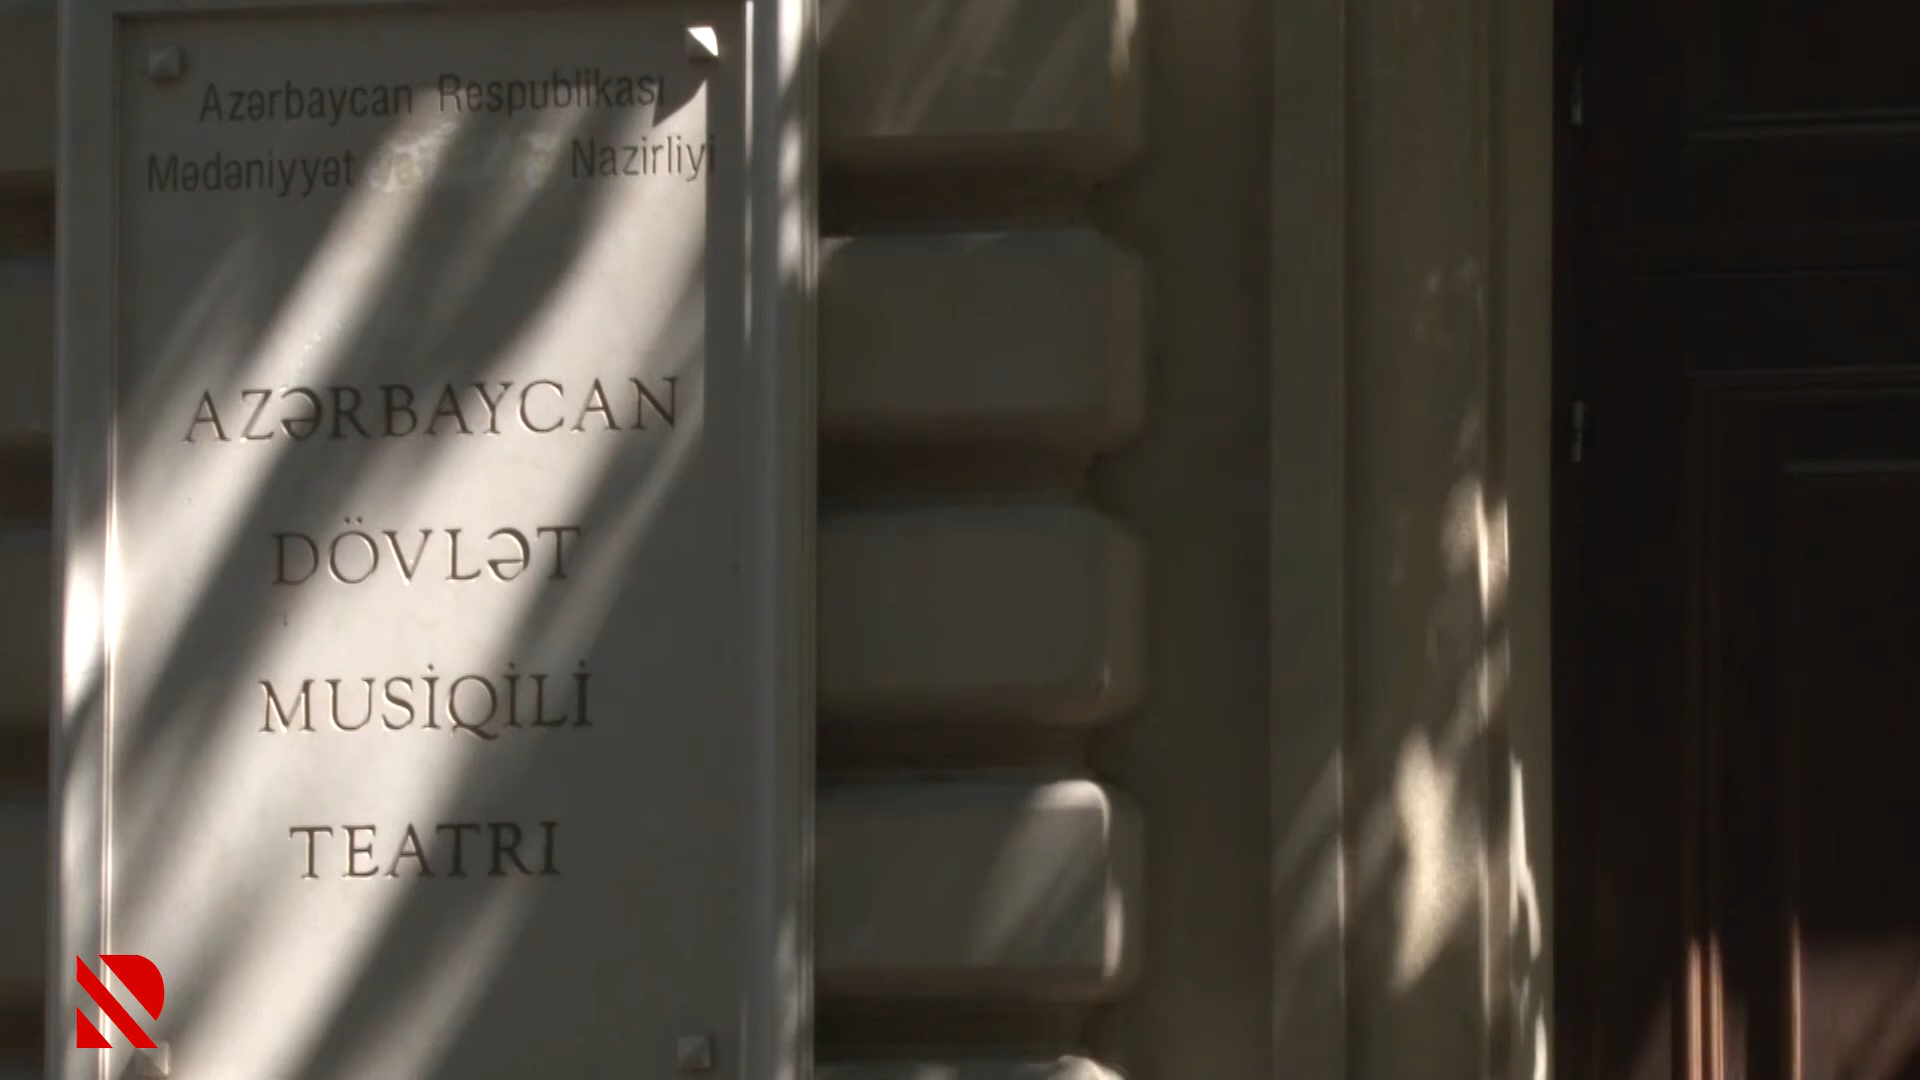 Azərbaycan Respublikası
Mədəniyyət Nazirliyi
AZƏRBAYCAN
DÖVLƏT
MUSİQİLİ
TEATRI